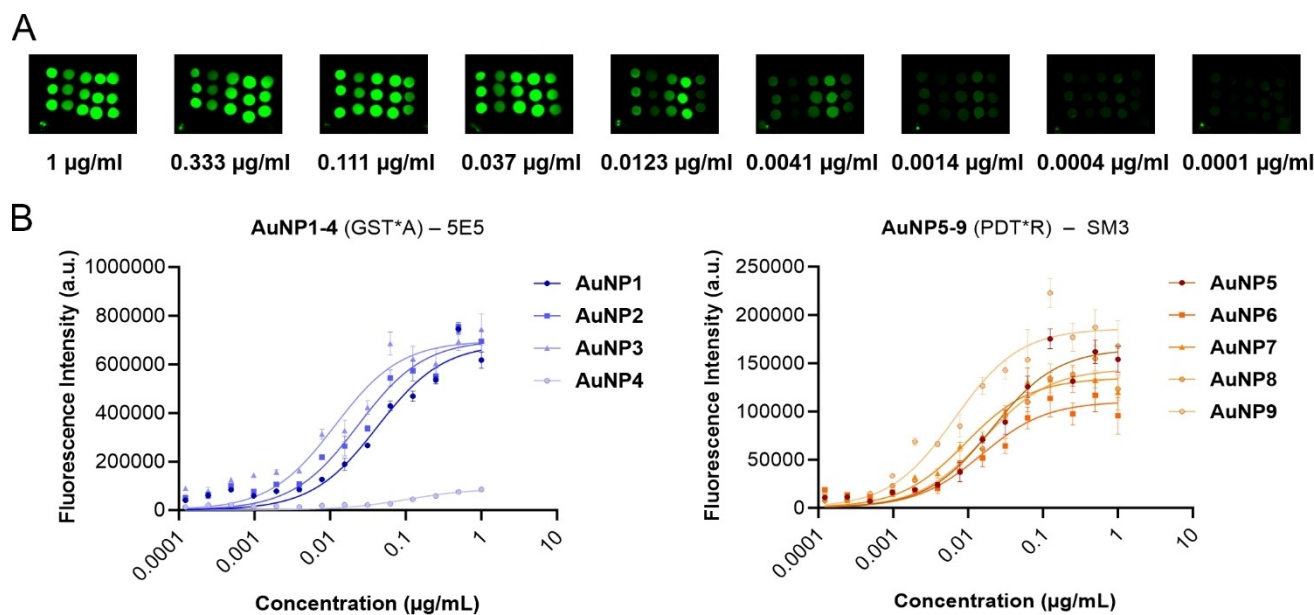 A
1 µg/ml 0.333 µg/ml 0.111 µg/ml 0.037 µg/ml 0.0123 µg/ml 0.0041 µg/ml 0.0014 µg/ml 0.0004 µg/ml 0.0001 µg/ml
B
AuNP1-4 (GST*A) – 5E5
Fluorescence Intensity (a.u.)
1000000
800000
600000
400000
200000
0
0.0001 0.001 0.01 0.1 1 10
Concentration (µg/mL)
AuNP1
AuNP2
AuNP3
AuNP4
AuNP5-9 (PDT*R) – SM3
Fluorescence Intensity (a.u.)
250000
200000
150000
100000
50000
0
0.0001 0.001 0.01 0.1 1 10
Concentration (µg/mL)
AuNP5
AuNP6
AuNP7
AuNP8
AuNP9